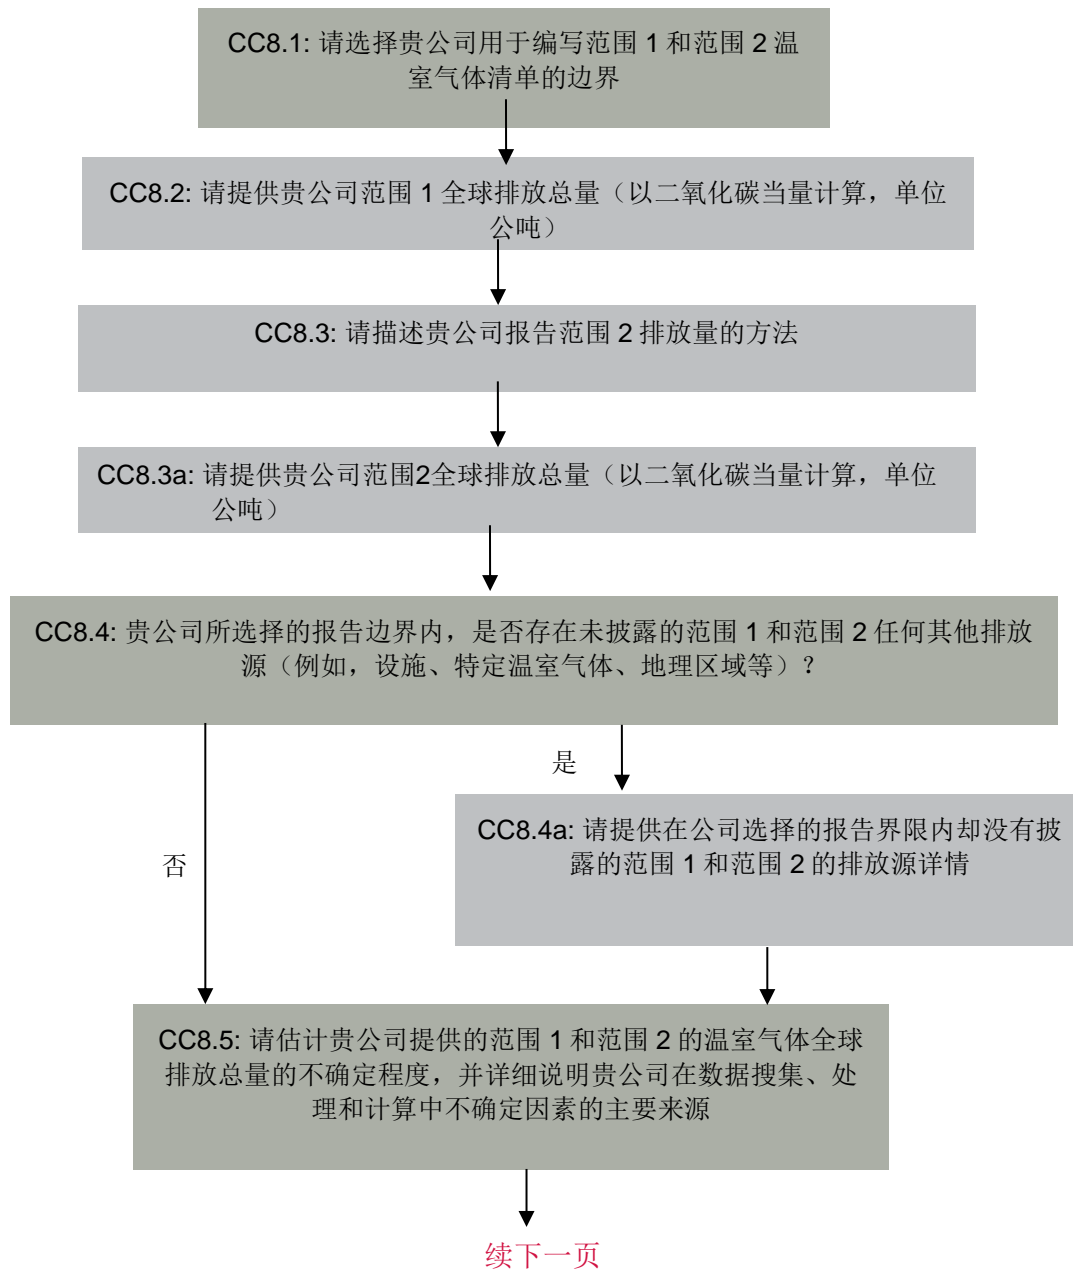 CC8.1: 请选择贵公司用于编写范围 1 和范围 2 温
室气体清单的边界
CC8.2: 请提供贵公司范围 1 全球排放总量（以二氧化碳当量计算，单位
公吨）
CC8.3: 请描述贵公司报告范围 2 排放量的方法
CC8.3a: 请提供贵公司范围2全球排放总量（以二氧化碳当量计算，单位
公吨）
CC8.4: 贵公司所选择的报告边界内，是否存在未披露的范围 1 和范围 2 任何其他排放
源（例如，设施、特定温室气体、地理区域等）？
是
CC8.4a: 请提供在公司选择的报告界限内却没有披
露的范围 1 和范围 2 的排放源详情
否
CC8.5: 请估计贵公司提供的范围 1 和范围 2 的温室气体全球
排放总量的不确定程度，并详细说明贵公司在数据搜集、处
理和计算中不确定因素的主要来源
续下一页